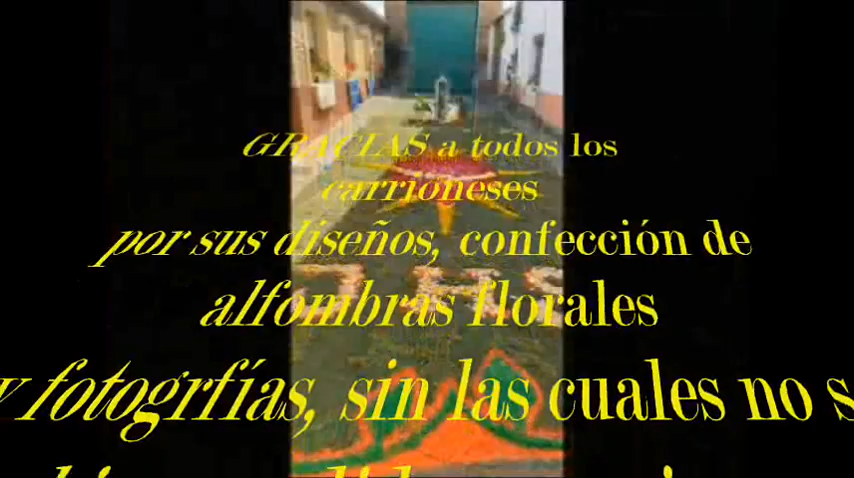 GRACIAS a todos los
carrioneses
por sus diseños, confección de
alfombras florales
y fotogrfías, sin las cuales no s